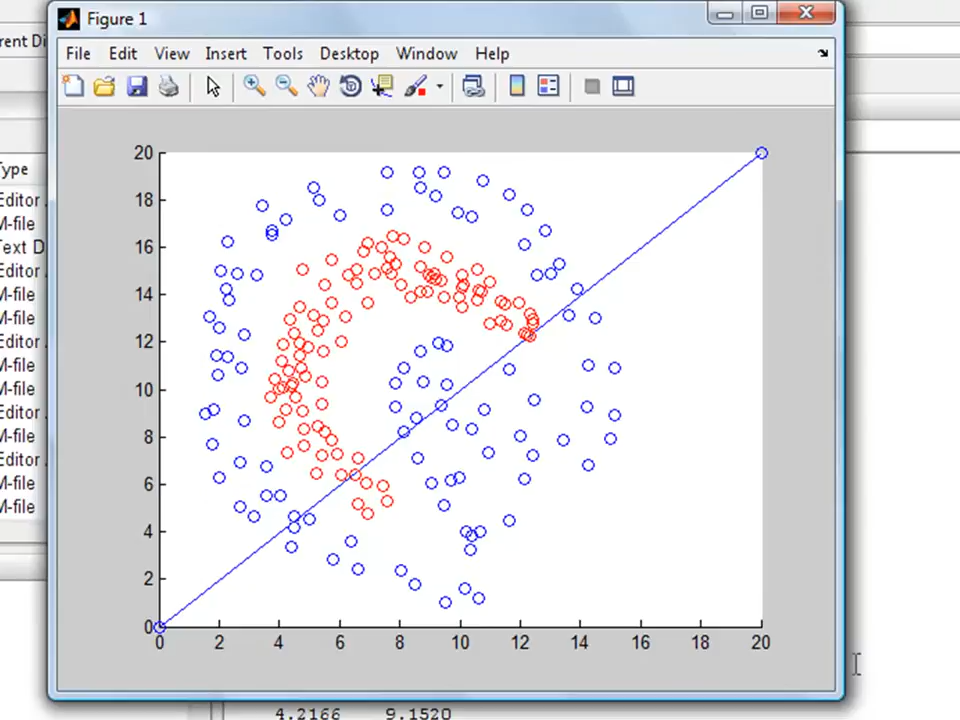 Figure 1
File Edit View Insert Tools Desktop Window Help
rent Di
Type
Editor
M-file
Text D
Editor
M-file
M-file
M-file
Editor
M-file
Editor
M-file
M-file
20
18
16
14
12
10
8
6
4
2
0
0 2 4 6 8 10 12 14 16 18 20
4.2166 9.1520